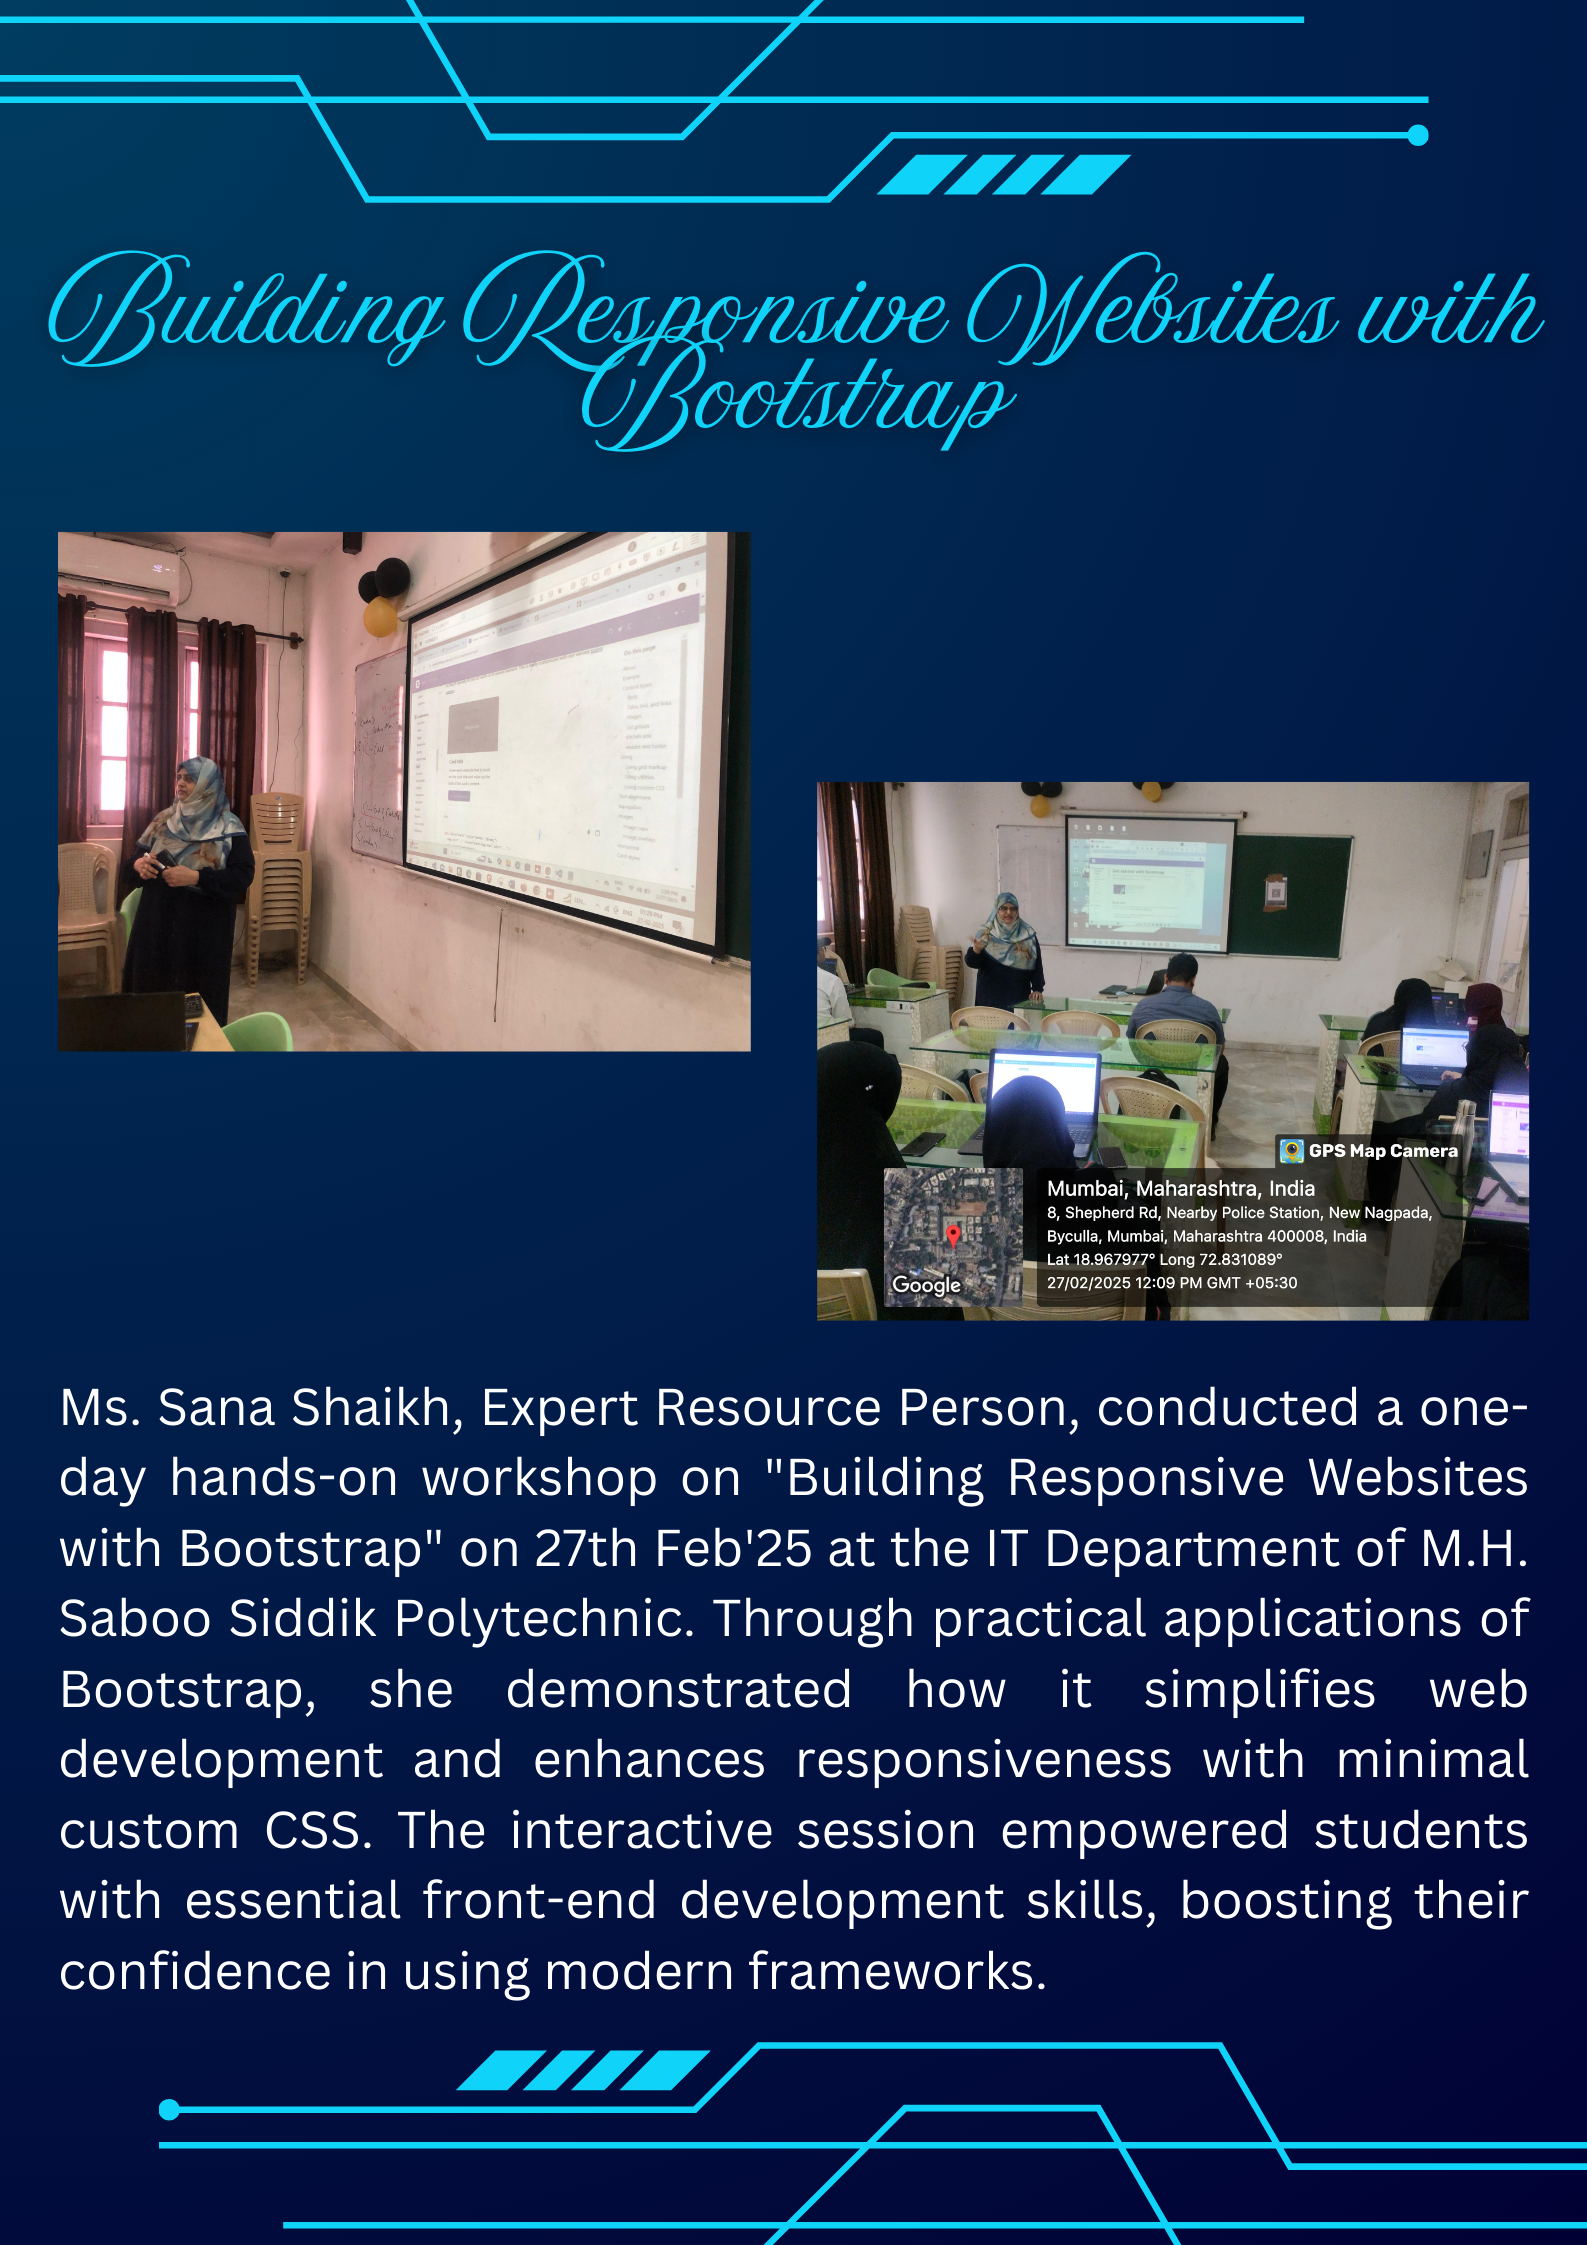 Building Responsive Websites with
Bootstrap
On this page
Card title
GPS Map Camera
Mumbai, Maharashtra, India
8, Shepherd Rd, Nearby Police Station, New Nagpada,
Byculla, Mumbai, Maharashtra 400008, India
Lat 18.967977° Long 72.831089°
27/02/2025 12:09 PM GMT +05:30
Google
Ms. Sana Shaikh, Expert Resource Person, conducted a one-
day hands-on workshop on "Building Responsive Websites
with Bootstrap" on 27th Feb'25 at the IT Department of M.H.
Saboo Siddik Polytechnic. Through practical applications of
Bootstrap, she demonstrated how it simplifies web
development and enhances responsiveness with minimal
custom CSS. The interactive session empowered students
with essential front-end development skills, boosting their
confidence in using modern frameworks.